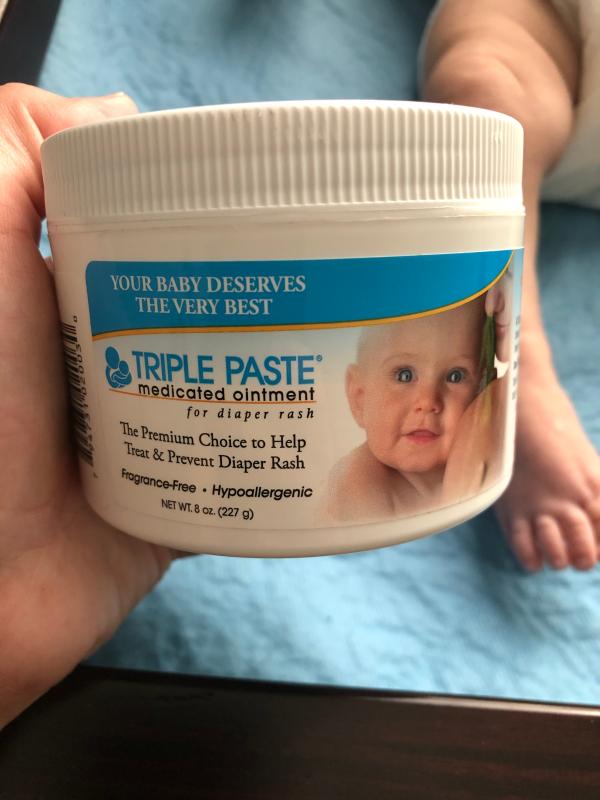 YOUR BABY DESERVES
THE VERY BEST
TRIPLE PASTE®
medicated ointment
for diaper rash
The Premium Choice to Help
Treat & Prevent Diaper Rash
Fragrance-Free • Hypoallergenic
NET WT. 8 oz. (227 g)